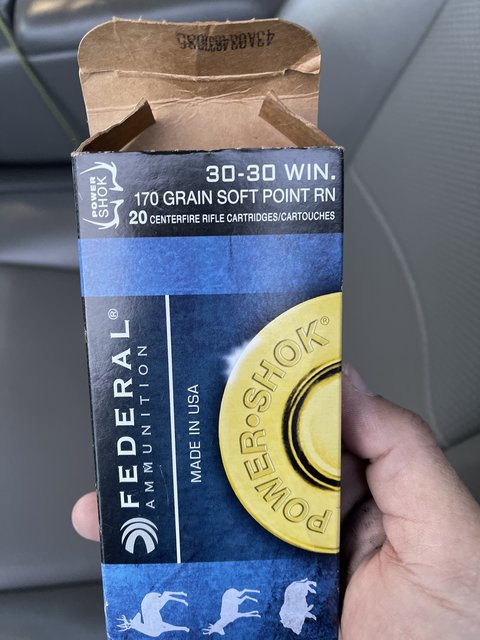 30-30 WIN.
170 GRAIN SOFT POINT RN
20 CENTERFIRE RIFLE CARTRIDGES/CARTOUCHES
POWER
SHOK
FEDERAL®
AMMUNITION
MADE IN USA
POWER•SHOK®